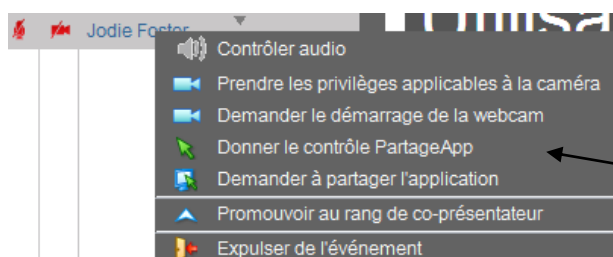 Jodie Foster
Contrôler audio
Prendre les privilèges applicables à la caméra
Demander le démarrage de la webcam
Donner le contrôle PartageApp
Demander à partager l'application
Promouvoir au rang de co-présentateur
Expulser de l'événement